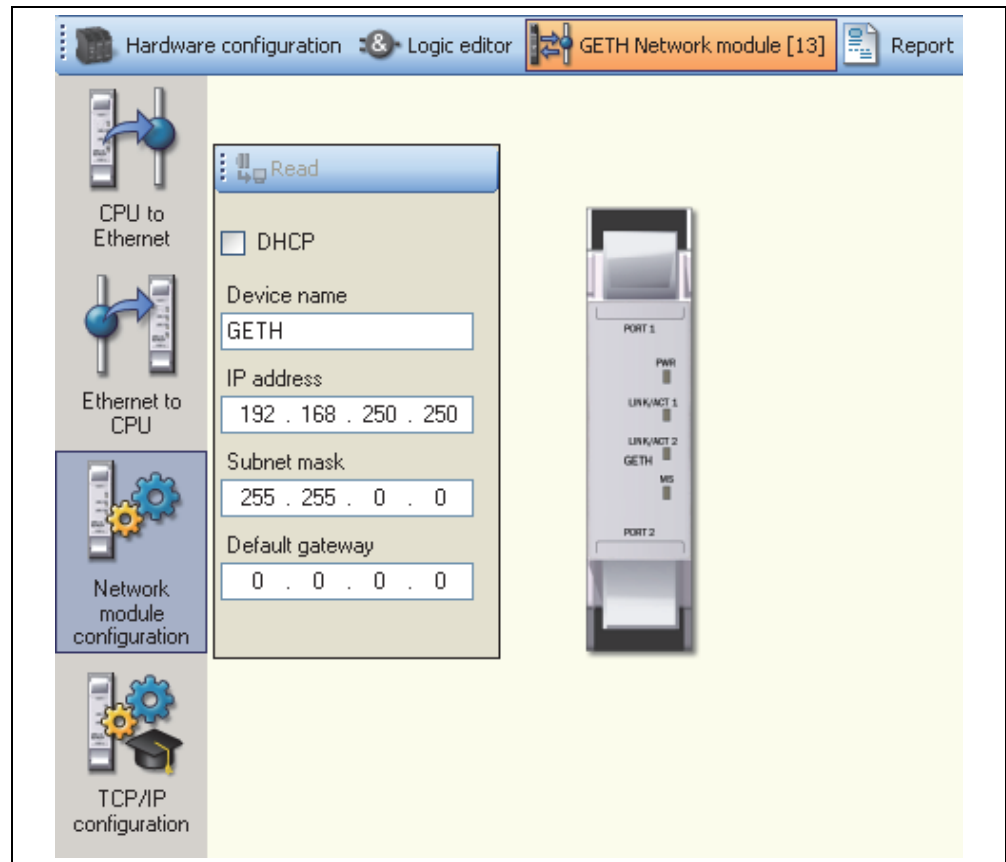 Hardware configuration & Logic editor GETH Network module [13] Report
CPU to
Ethernet
Ethernet to
CPU
Network
module
configuration
TCP/IP
configuration
Read
DHCP
Device name
GETH
IP address
192 . 168 . 250 . 250
Subnet mask
255 . 255 . 0 . 0
Default gateway
0 . 0 . 0 . 0
PORT 1
PWR
LINK/ACT 1
LINK/ACT 2
GETH
MS
PORT 2